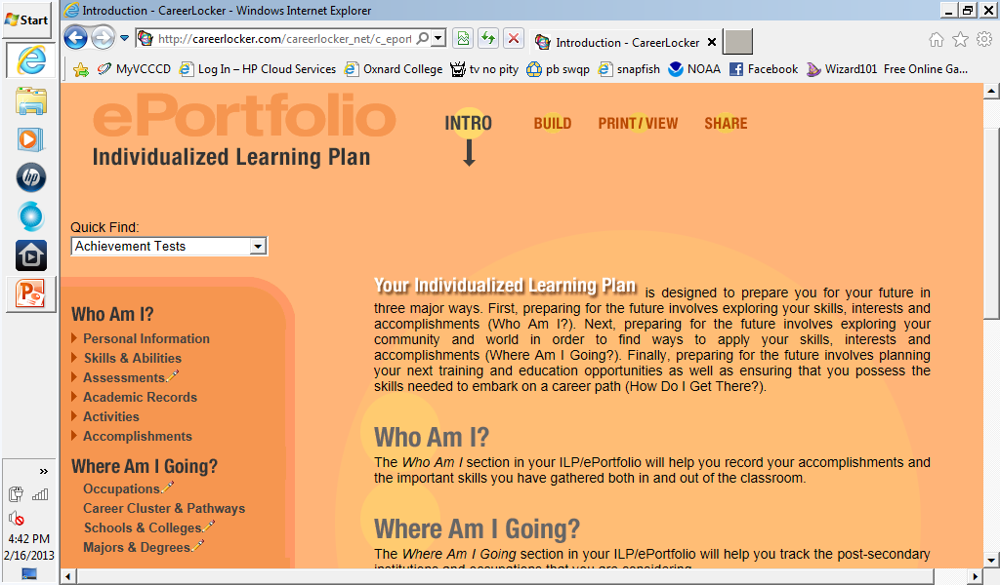 Start
Introduction - CareerLocker - Windows Internet Explorer
http://careerlocker.com/careerlocker_net/c_eport
Introduction - CareerLocker
MyVCCCD
Log In – HP Cloud Services
Oxnard College
tv no pity
pb swqp
snapfish
NOAA
Facebook
Wizard101 Free Online Ga...
ePortfolio
Individualized Learning Plan
INTRO
BUILD
PRINT/VIEW
SHARE
Quick Find:
Achievement Tests
Who Am I?
Personal Information
Skills & Abilities
Assessments
Academic Records
Activities
Accomplishments
Where Am I Going?
Occupations
Career Cluster & Pathways
Schools & Colleges
Majors & Degrees
Your Individualized Learning Plan is designed to prepare you for your future in
three major ways. First, preparing for the future involves exploring your skills, interests and
accomplishments (Who Am I?). Next, preparing for the future involves exploring your
community and world in order to find ways to apply your skills, interests and
accomplishments (Where Am I Going?). Finally, preparing for the future involves planning
your next training and education opportunities as well as ensuring that you possess the
skills needed to embark on a career path (How Do I Get There?).
Who Am I?
The Who Am I section in your ILP/ePortfolio will help you record your accomplishments and
the important skills you have gathered both in and out of the classroom.
Where Am I Going?
The Where Am I Going section in your ILP/ePortfolio will help you track the post-secondary
institutions and occupations that you are considering.
hp
4:42 PM
2/16/2013